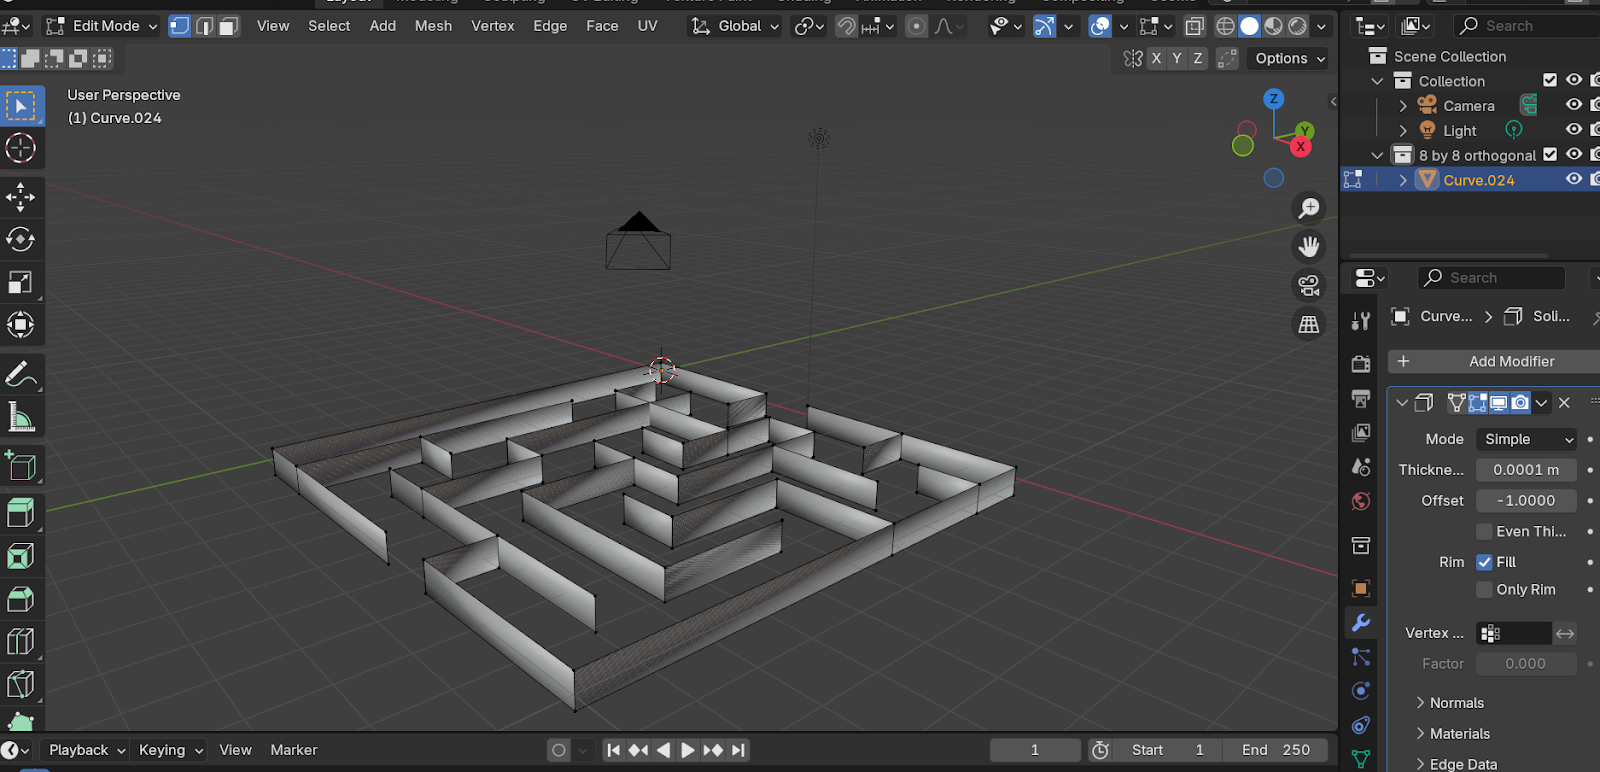 Layout
Edit Mode
View Select Add Mesh Vertex Edge Face UV
Global
Search
X Y Z
Options
User Perspective
(1) Curve.024
Z
Y
X
Scene Collection
Collection
Camera
Light
8 by 8 orthogonal
Curve.024
Search
Curve... Soli...
Add Modifier
Mode Simple
Thickne... 0.0001 m
Offset -1.0000
Even Thi...
Rim Fill
Only Rim
Vertex ...
Factor 0.000
Normals
Materials
Edge Data
Playback Keying View Marker
1
Start 1
End 250